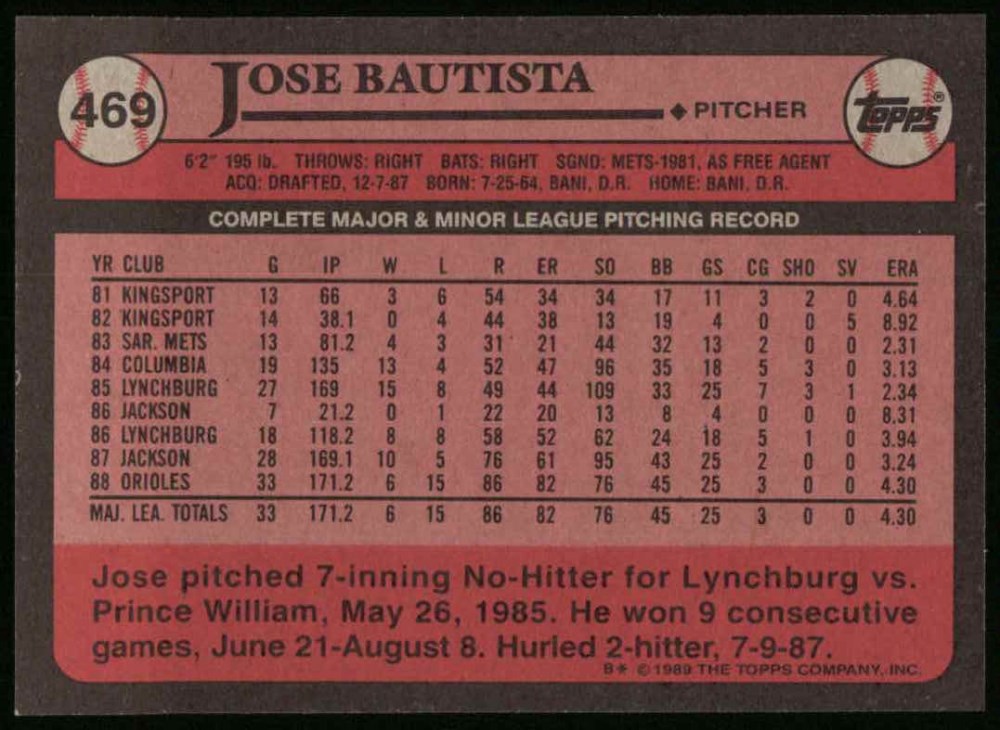 469 JOSE BAUTISTA ◆ PITCHER Topps®
6'2" 195 lb. THROWS: RIGHT BATS: RIGHT SGND: METS-1981, AS FREE AGENT
ACQ: DRAFTED, 12-7-87 BORN: 7-25-64, BANI, D.R. HOME: BANI, D.R.
COMPLETE MAJOR & MINOR LEAGUE PITCHING RECORD
YR CLUB G IP W L R ER SO BB GS CG SHO SV ERA
81 KINGSPORT 13 66 3 6 54 34 34 17 11 3 2 0 4.64
82 KINGSPORT 14 38.1 0 4 44 38 13 19 4 0 0 5 8.92
83 SAR. METS 13 81.2 4 3 31 21 44 32 13 2 0 0 2.31
84 COLUMBIA 19 135 13 4 52 47 96 35 18 5 3 0 3.13
85 LYNCHBURG 27 169 15 8 49 44 109 33 25 7 3 1 2.34
86 JACKSON 7 21.2 0 1 22 20 13 8 4 0 0 0 8.31
86 LYNCHBURG 18 118.2 8 8 58 52 62 24 18 5 1 0 3.94
87 JACKSON 28 169.1 10 5 76 61 95 43 25 2 0 0 3.24
88 ORIOLES 33 171.2 6 15 86 82 76 45 25 3 0 0 4.30
MAJ. LEA. TOTALS 33 171.2 6 15 86 82 76 45 25 3 0 0 4.30
Jose pitched 7-inning No-Hitter for Lynchburg vs.
Prince William, May 26, 1985. He won 9 consecutive
games, June 21-August 8. Hurled 2-hitter, 7-9-87.
B* © 1989 THE TOPPS COMPANY, INC.